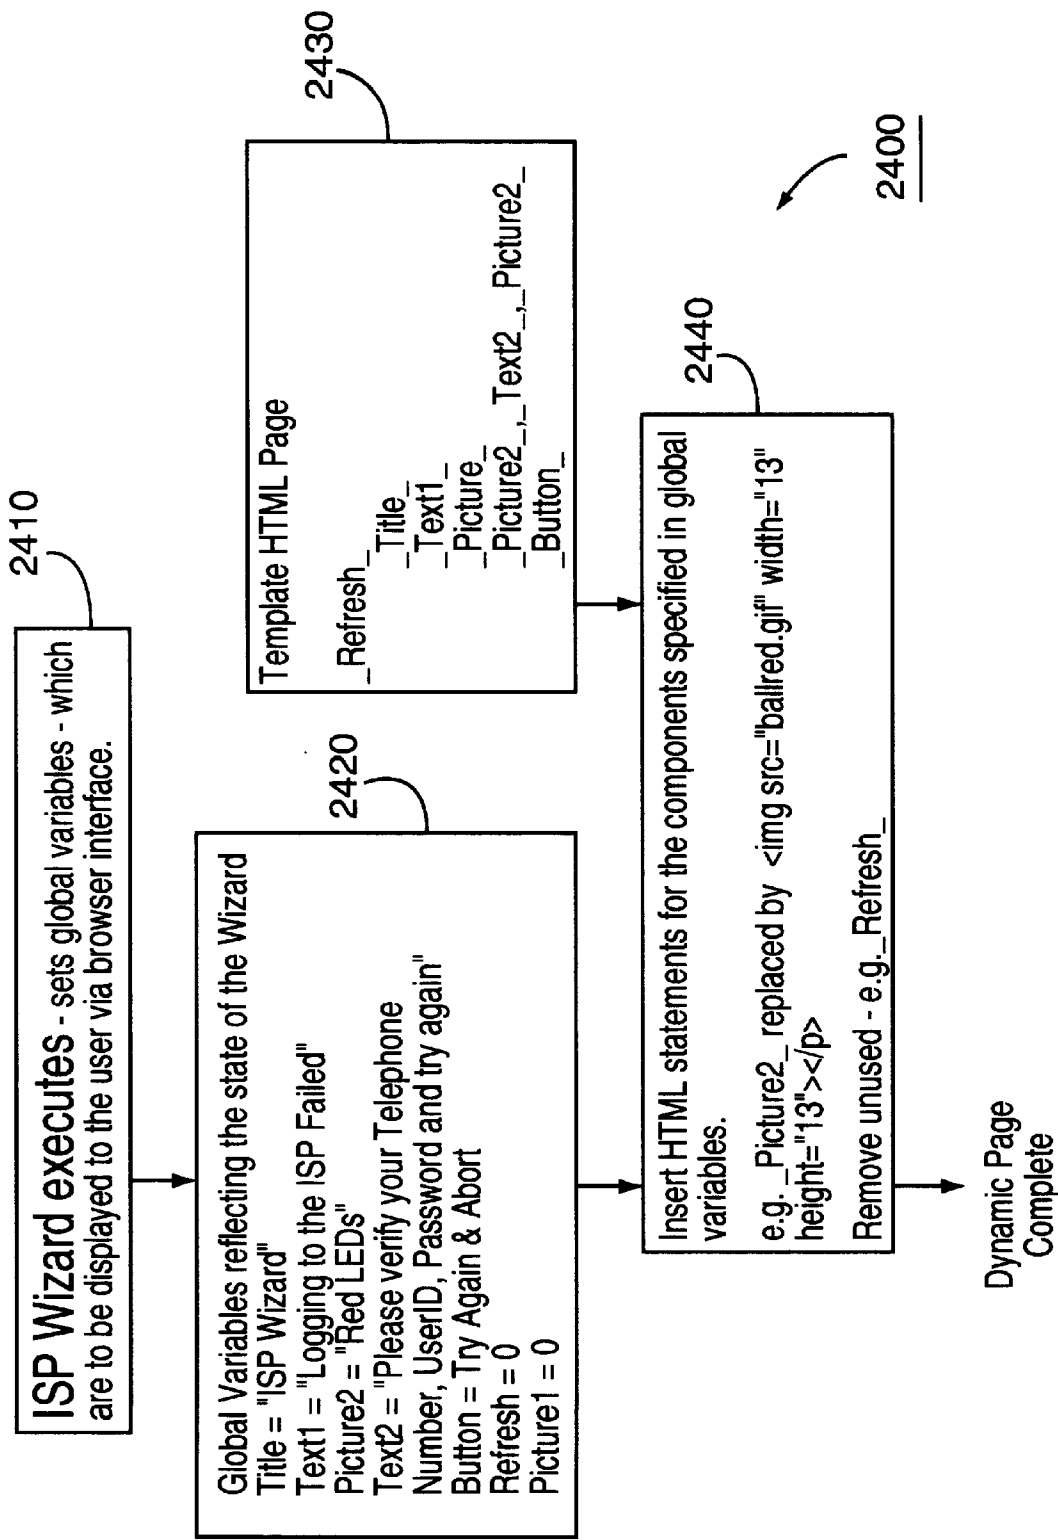 2410
ISP Wizard executes - sets global variables - which
are to be displayed to the user via browser interface.
2420
Global Variables reflecting the state of the Wizard
Title = "ISP Wizard"
Text1 = "Logging to the ISP Failed"
Picture2 = "Red LEDs"
Text2 = "Please verify your Telephone
Number, UserID, Password and try again"
Button = Try Again & Abort
Refresh = 0
Picture1 = 0
2430
Template HTML Page
_Refresh_
_Title_
_Text1_
_Picture_
_Picture2_,_Text2_,_Picture2_
_Button_
2440
Insert HTML statements for the components specified in global
variables.
e.g._Picture2_ replaced by <img src="ballred.gif" width="13"
height="13"></p>
Remove unused - e.g._Refresh_
Dynamic Page
Complete
2400